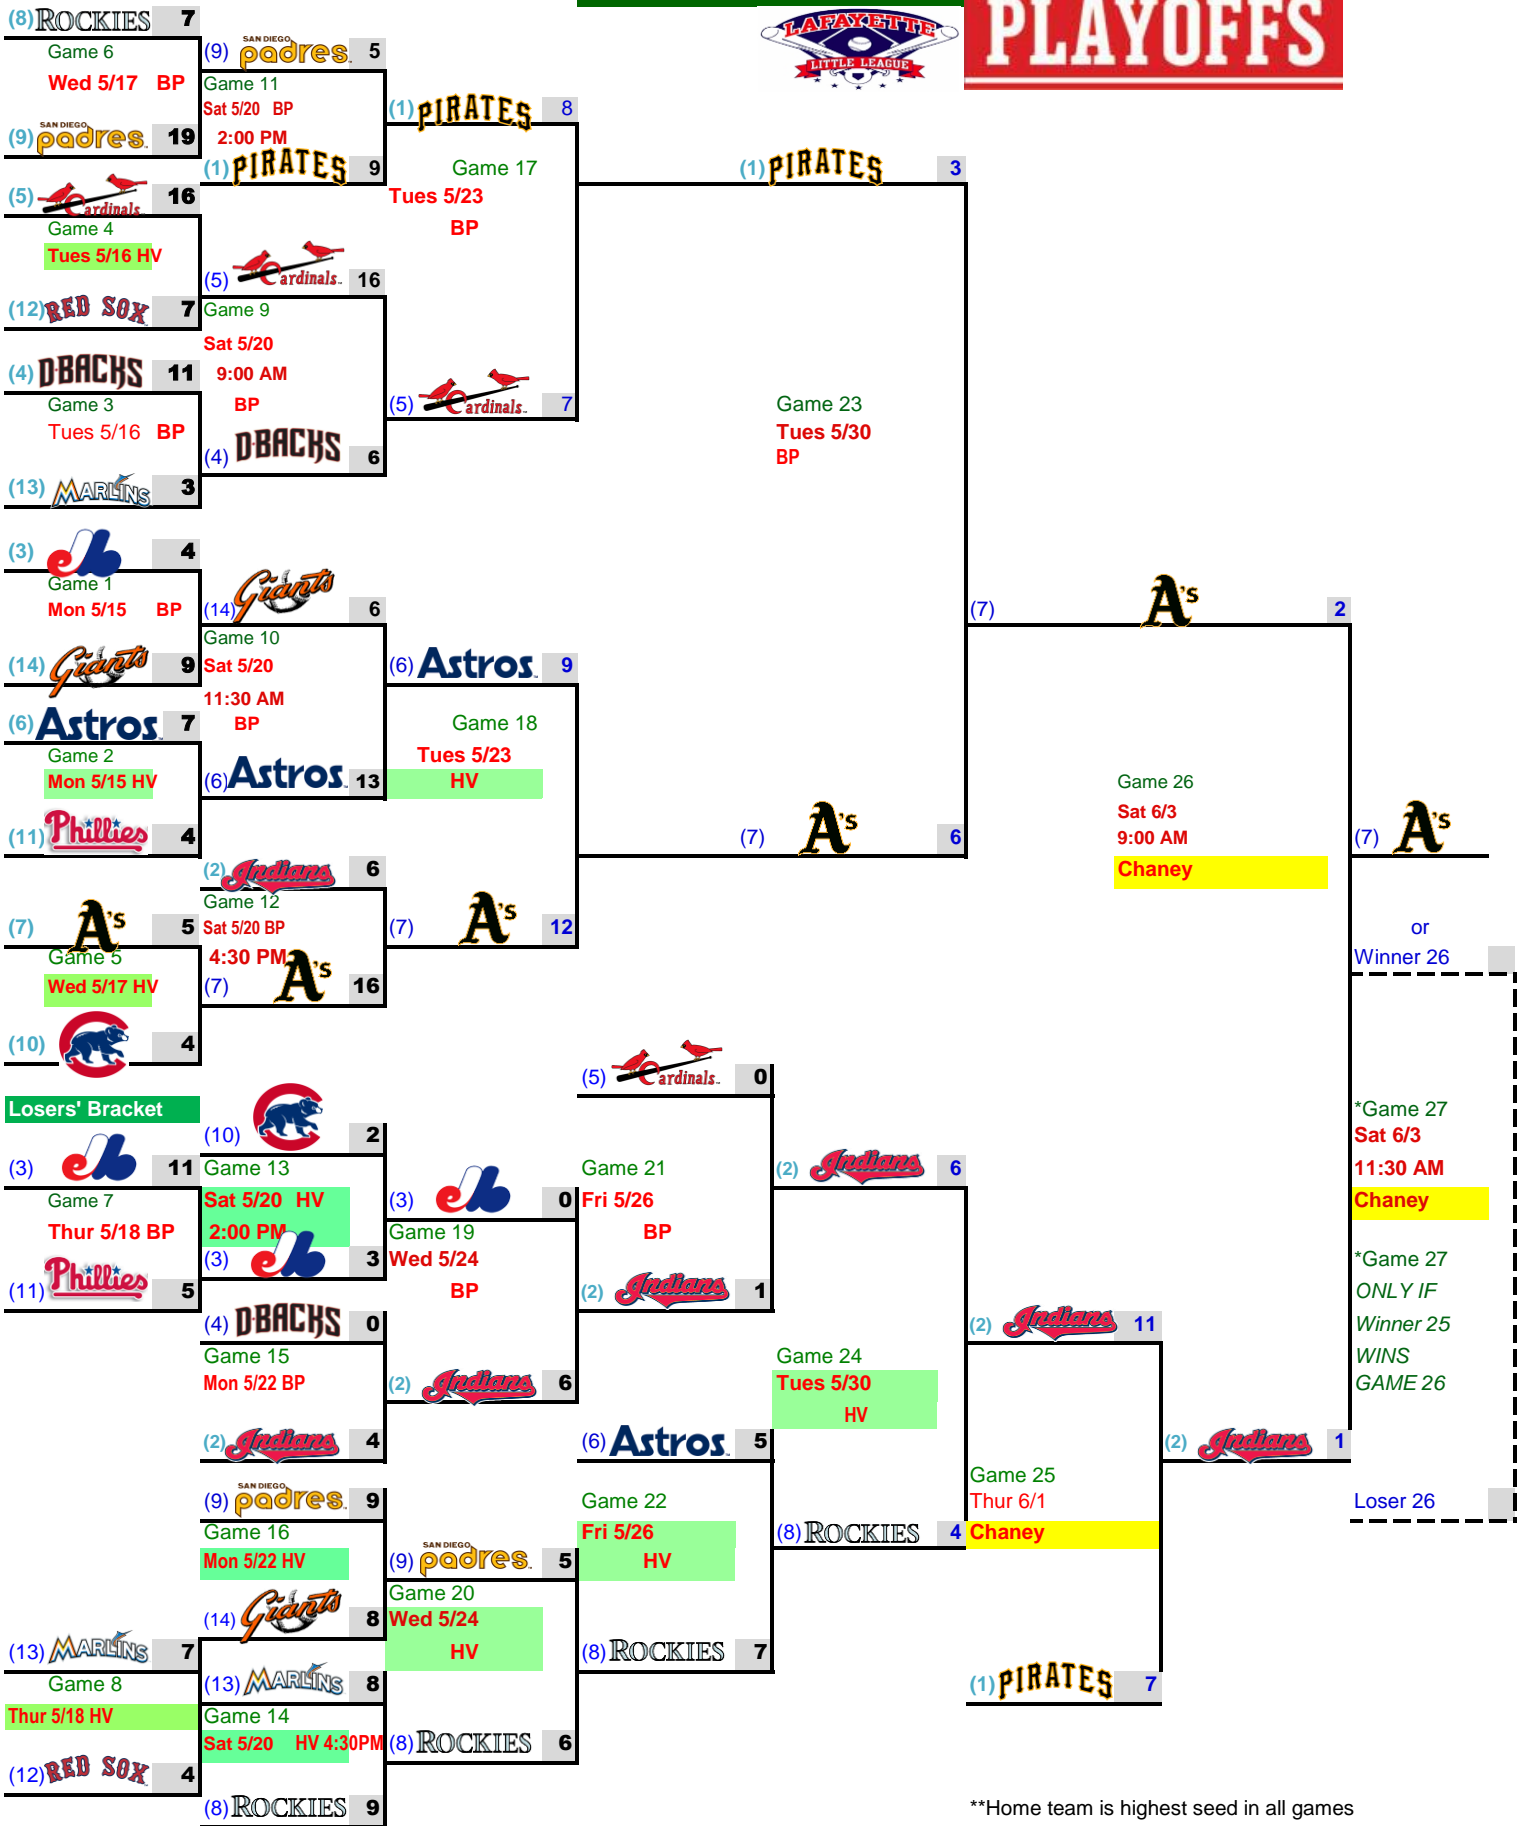 LAFAYETTE
LITTLE LEAGUE
PLAYOFFS
(8) ROCKIES 7
Game 6
Wed 5/17 BP
(9) SAN DIEGO padres 19
(5) Cardinals 16
Game 4
Tues 5/16 HV
(12) RED SOX 7
(4) D·BACKS 11
Game 3
Tues 5/16 BP
(13) MARLINS 3
(3) eb 4
Game 1
Mon 5/15 BP
(14) Giants 9
(6) Astros 7
Game 2
Mon 5/15 HV
(11) Phillies 4
(7) A's 5
Game 5
Wed 5/17 HV
(10) C 4
(9) SAN DIEGO padres 5
Game 11
Sat 5/20 BP
2:00 PM
(1) PIRATES 9
(5) Cardinals 16
Game 9
Sat 5/20
9:00 AM
BP
(4) D·BACKS 6
(14) Giants 6
Game 10
Sat 5/20
11:30 AM
BP
(6) Astros 13
(2) Indians 6
Game 12
Sat 5/20 BP
4:30 PM
(7) A's 16
(1) PIRATES 8
Game 17
Tues 5/23
BP
(5) Cardinals 7
(6) Astros 9
Game 18
Tues 5/23
HV
(7) A's 12
(1) PIRATES 3
Game 23
Tues 5/30
BP
(7) A's 6
(7) A's 2
Game 26
Sat 6/3
9:00 AM
Chaney
(7) A's
or
Winner 26
*Game 27
Sat 6/3
11:30 AM
Chaney
*Game 27
ONLY IF
Winner 25
WINS
GAME 26
Loser 26
Losers' Bracket
(3) eb 11
Game 7
Thur 5/18 BP
(11) Phillies 5
(13) MARLINS 7
Game 8
Thur 5/18 HV
(12) RED SOX 4
(10) C 2
Game 13
Sat 5/20 HV
2:00 PM
(3) eb 3
(4) D·BACKS 0
Game 15
Mon 5/22 BP
(2) Indians 4
(9) SAN DIEGO padres 9
Game 16
Mon 5/22 HV
(14) Giants 8
(13) MARLINS 8
Game 14
Sat 5/20 HV 4:30PM
(8) ROCKIES 9
(3) eb 0
Game 19
Wed 5/24
BP
(2) Indians 6
(9) SAN DIEGO padres 5
Game 20
Wed 5/24
HV
(8) ROCKIES 6
(5) Cardinals 0
Game 21
Fri 5/26
BP
(2) Indians 1
(6) Astros 5
Game 22
Fri 5/26
HV
(8) ROCKIES 7
(2) Indians 6
Game 24
Tues 5/30
HV
(8) ROCKIES 4
(2) Indians 11
Game 25
Thur 6/1
Chaney
(1) PIRATES 7
(2) Indians 1
**Home team is highest seed in all games